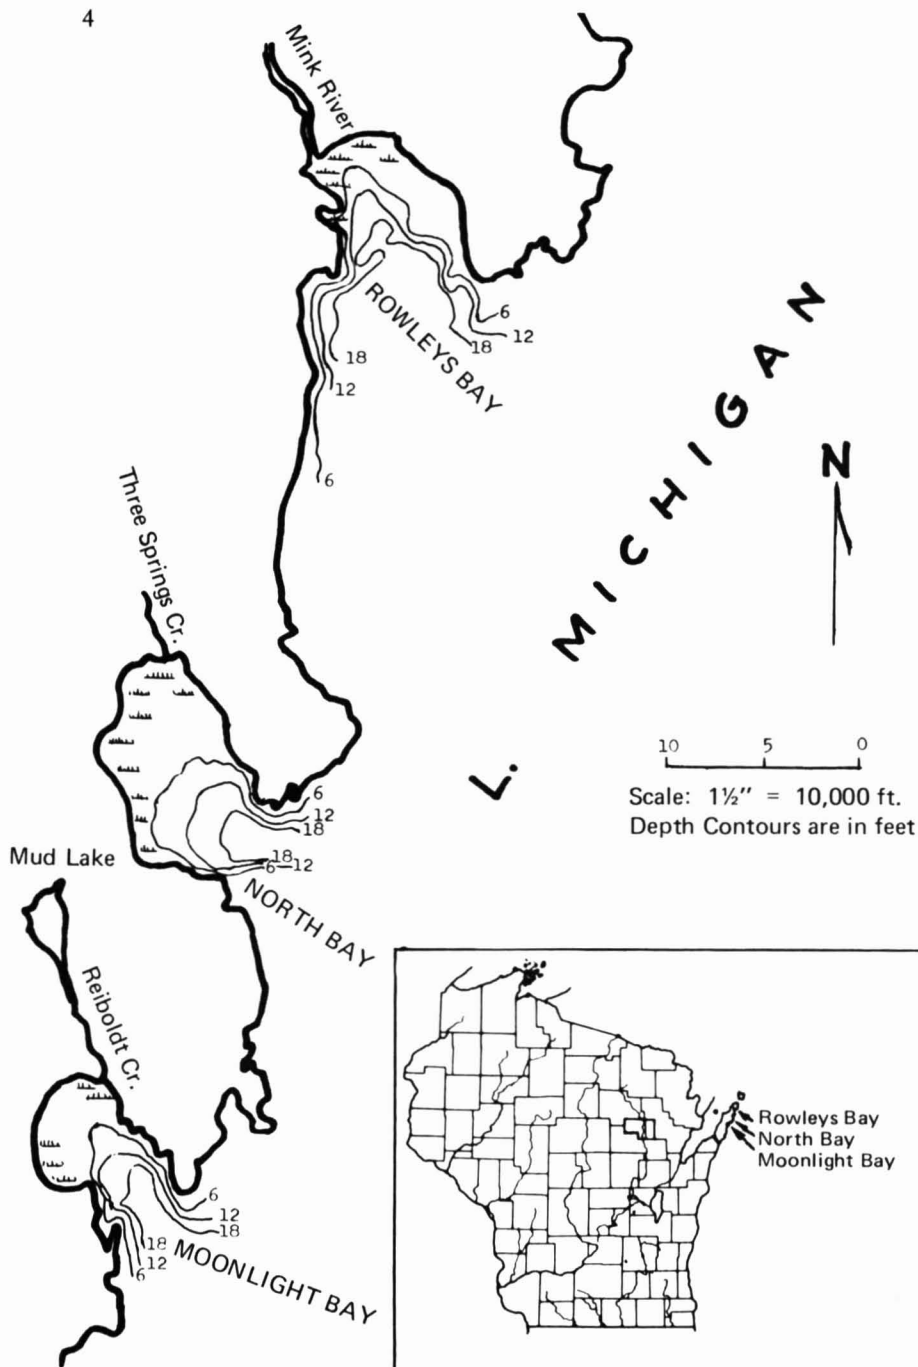 4
Mink River
ROWLEYS BAY
6
12
18
18
12
6
L. MICHIGAN
N
Three Springs Cr.
10 5 0
Scale: 1½" = 10,000 ft.
Depth Contours are in feet
6
12
18
18
6 12
NORTH BAY
Mud Lake
Reiboldt Cr.
6
12
18
18
12
6
MOONLIGHT BAY
Rowleys Bay
North Bay
Moonlight Bay